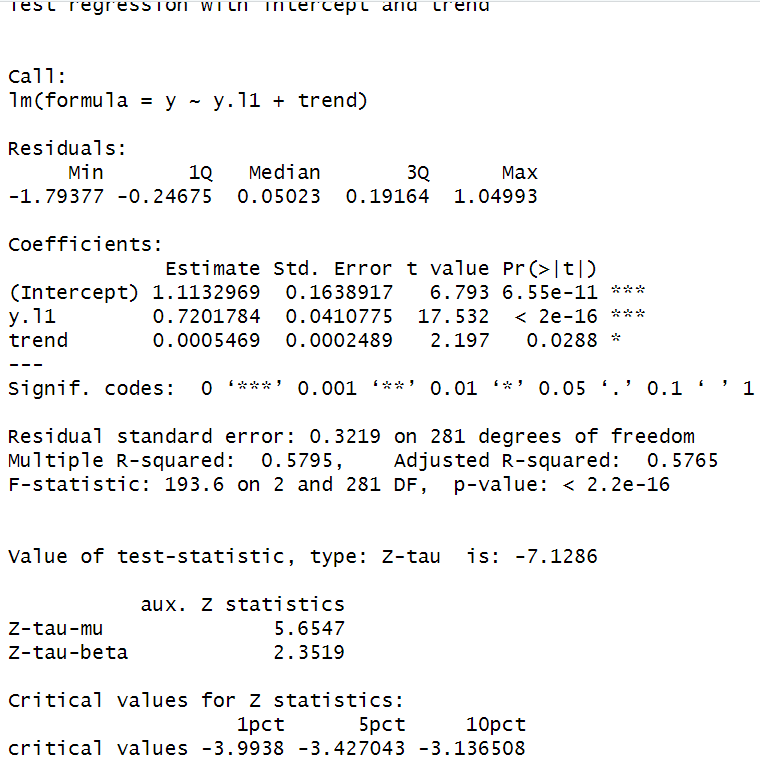 Test regression with intercept and trend
Call:
lm(formula = y ~ y.l1 + trend)
Residuals:
Min 1Q Median 3Q Max
-1.79377 -0.24675 0.05023 0.19164 1.04993
Coefficients:
Estimate Std. Error t value Pr(>|t|)
(Intercept) 1.1132969 0.1638917 6.793 6.55e-11 ***
y.l1 0.7201784 0.0410775 17.532 < 2e-16 ***
trend 0.0005469 0.0002489 2.197 0.0288 *
---
Signif. codes: 0 ‘***’ 0.001 ‘**’ 0.01 ‘*’ 0.05 ‘.’ 0.1 ‘ ’ 1
Residual standard error: 0.3219 on 281 degrees of freedom
Multiple R-squared: 0.5795, Adjusted R-squared: 0.5765
F-statistic: 193.6 on 2 and 281 DF, p-value: < 2.2e-16
Value of test-statistic, type: Z-tau is: -7.1286
aux. Z statistics
Z-tau-mu 5.6547
Z-tau-beta 2.3519
Critical values for Z statistics:
1pct 5pct 10pct
critical values -3.9938 -3.427043 -3.136508